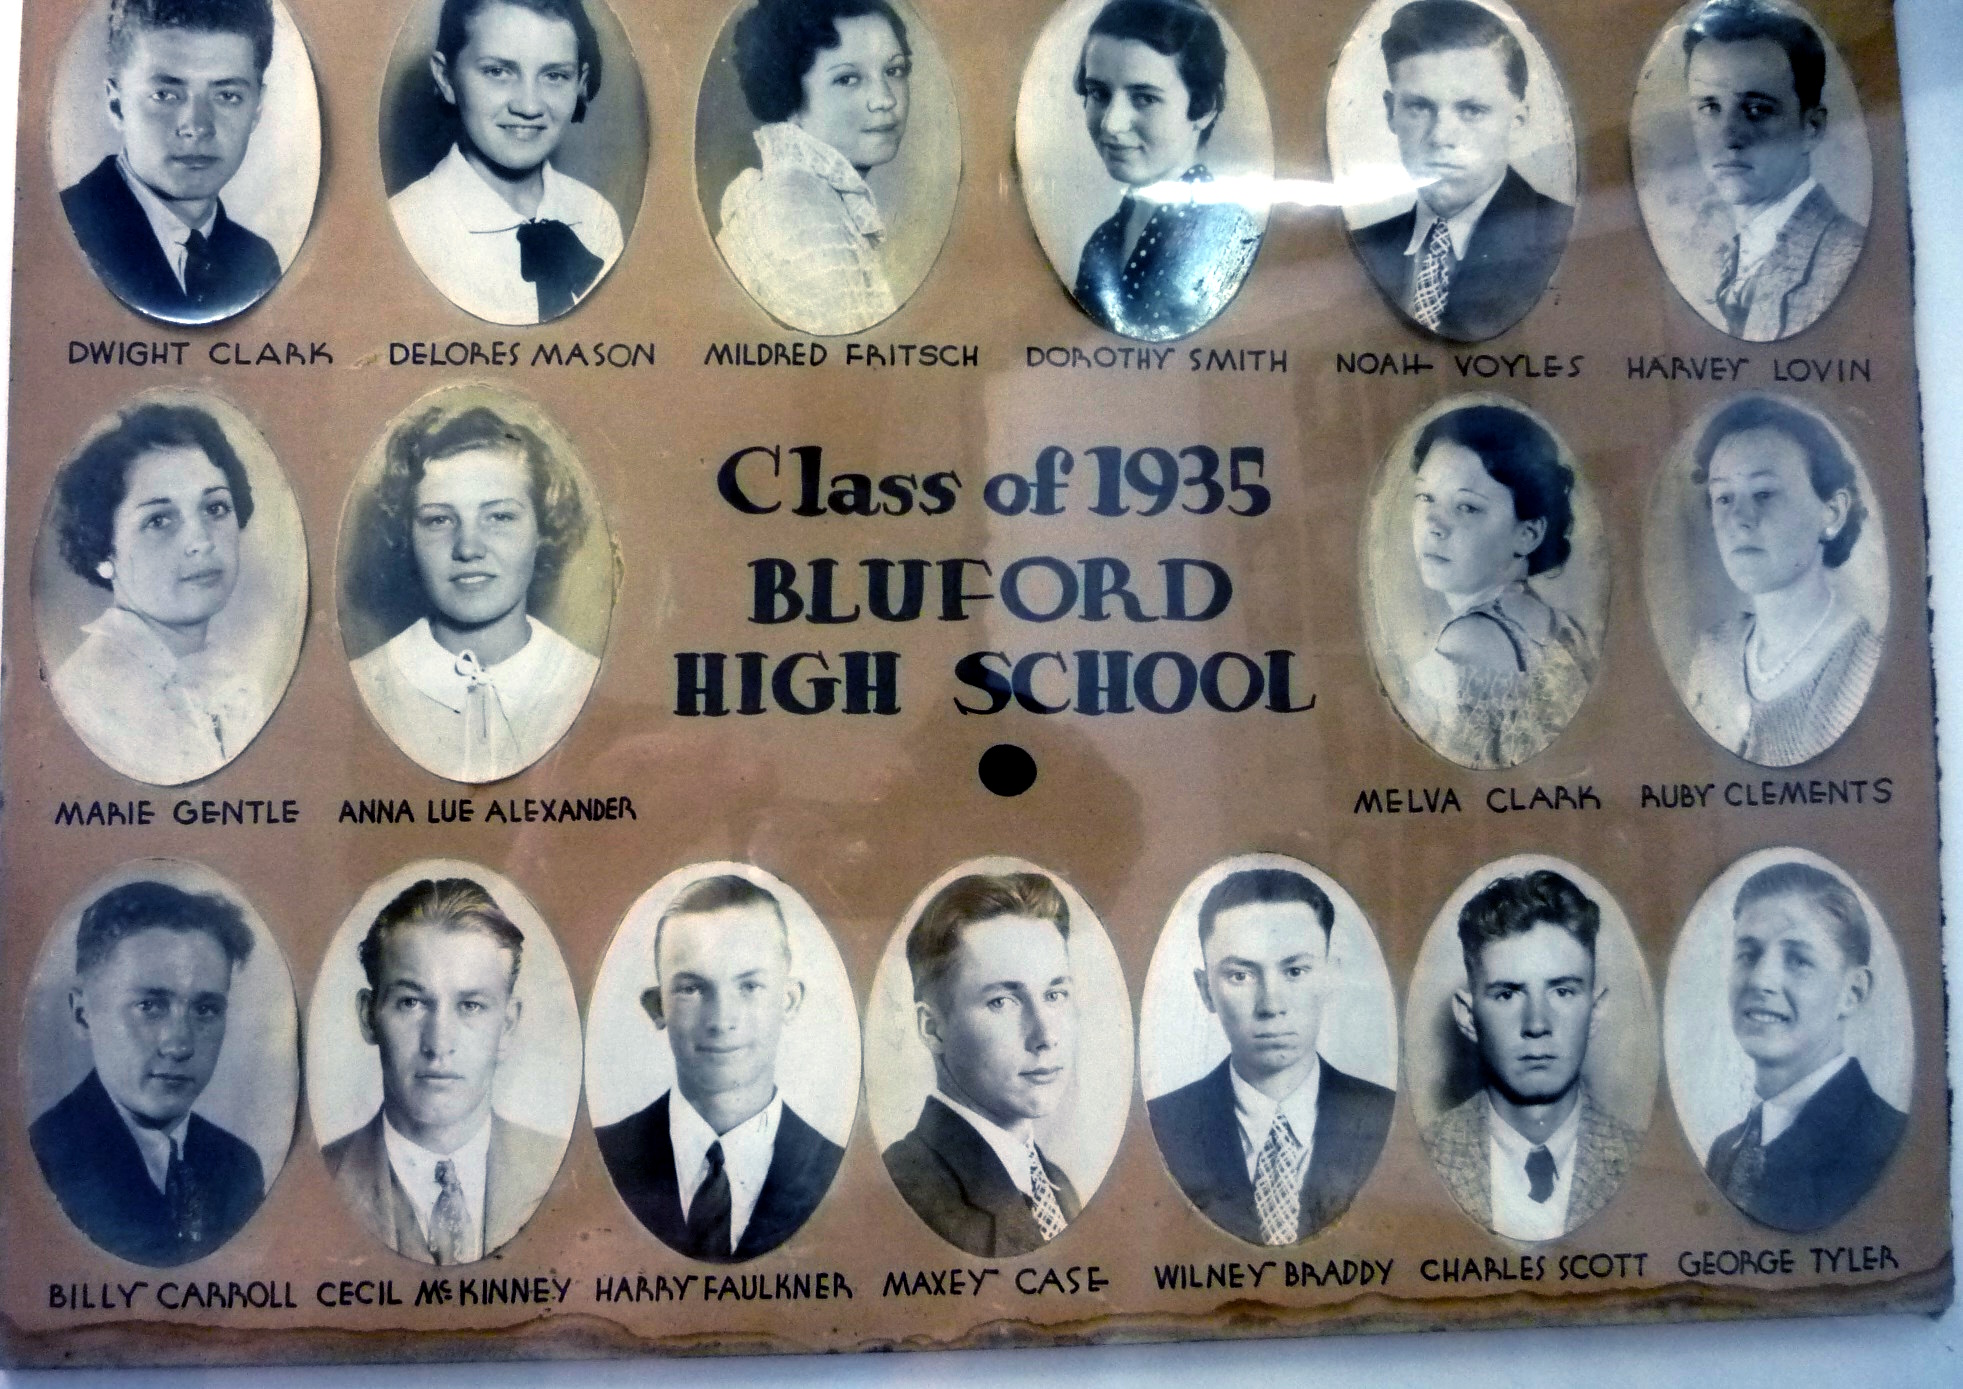 DWIGHT CLARK DELORES MASON MILDRED FRITSCH DOROTHY SMITH NOAH VOYLES HARVEY LOVIN
Class of 1935
BLUFORD
HIGH SCHOOL
MARIE GENTLE ANNA LUE ALEXANDER MELVA CLARK RUBY CLEMENTS
BILLY CARROLL CECIL McKINNEY HARRY FAULKNER MAXEY CASE WILNEY BRADDY CHARLES SCOTT GEORGE TYLER